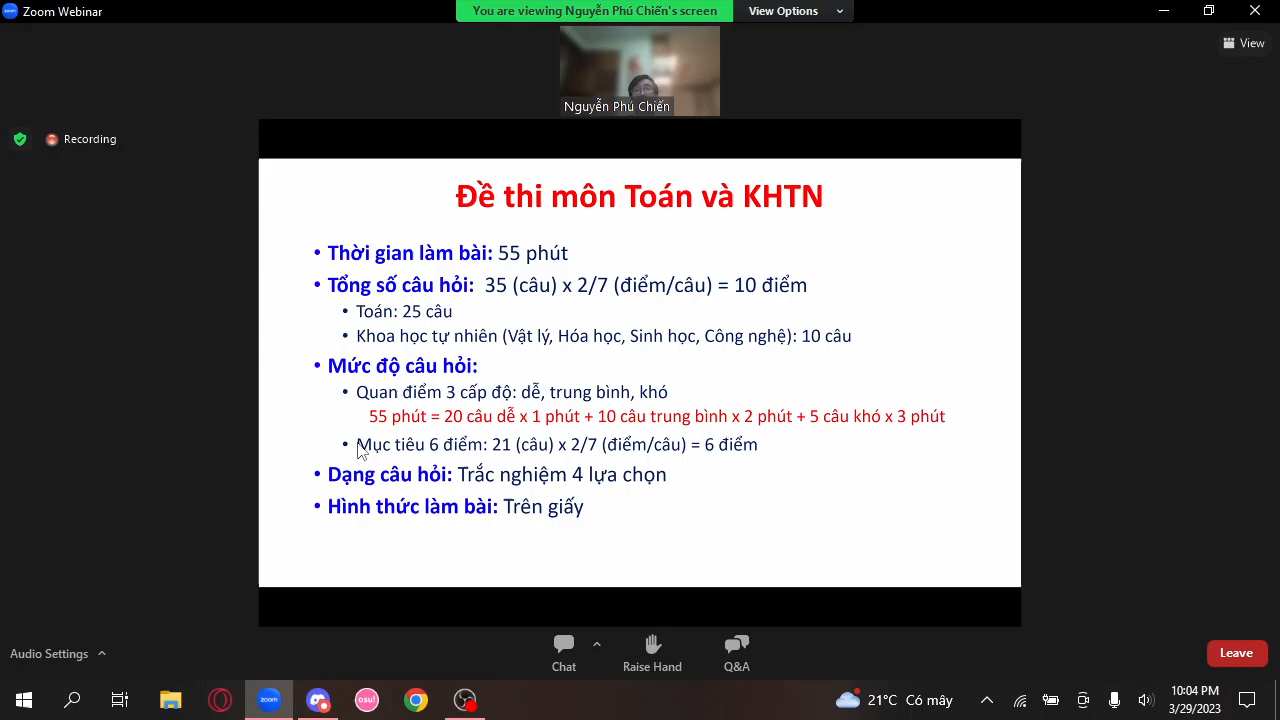 Zoom Webinar
You are viewing Nguyễn Phú Chiến's screen
View Options
View
Nguyễn Phú Chiến
Recording
Đề thi môn Toán và KHTN
• Thời gian làm bài: 55 phút
• Tổng số câu hỏi: 35 (câu) x 2/7 (điểm/câu) = 10 điểm
• Toán: 25 câu
• Khoa học tự nhiên (Vật lý, Hóa học, Sinh học, Công nghệ): 10 câu
• Mức độ câu hỏi:
• Quan điểm 3 cấp độ: dễ, trung bình, khó
55 phút = 20 câu dễ x 1 phút + 10 câu trung bình x 2 phút + 5 câu khó x 3 phút
• Mục tiêu 6 điểm: 21 (câu) x 2/7 (điểm/câu) = 6 điểm
• Dạng câu hỏi: Trắc nghiệm 4 lựa chọn
• Hình thức làm bài: Trên giấy
Audio Settings
Chat
Raise Hand
Q&A
Leave
zoom
osu!
21°C Có mây
10:04 PM
3/29/2023